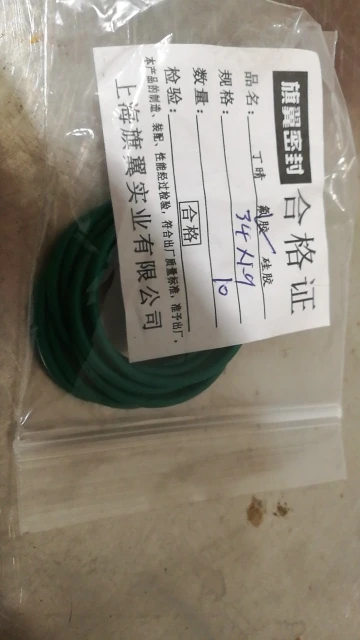 旗翼密封 合格证
品名: 丁晴 氟胶 硅胶
规格: 34×1.9
数量: 10
检验: 合格
本产品的制造、装配、性能经过检验，符合出厂质量标准，准予出厂。
上海旗翼实业有限公司